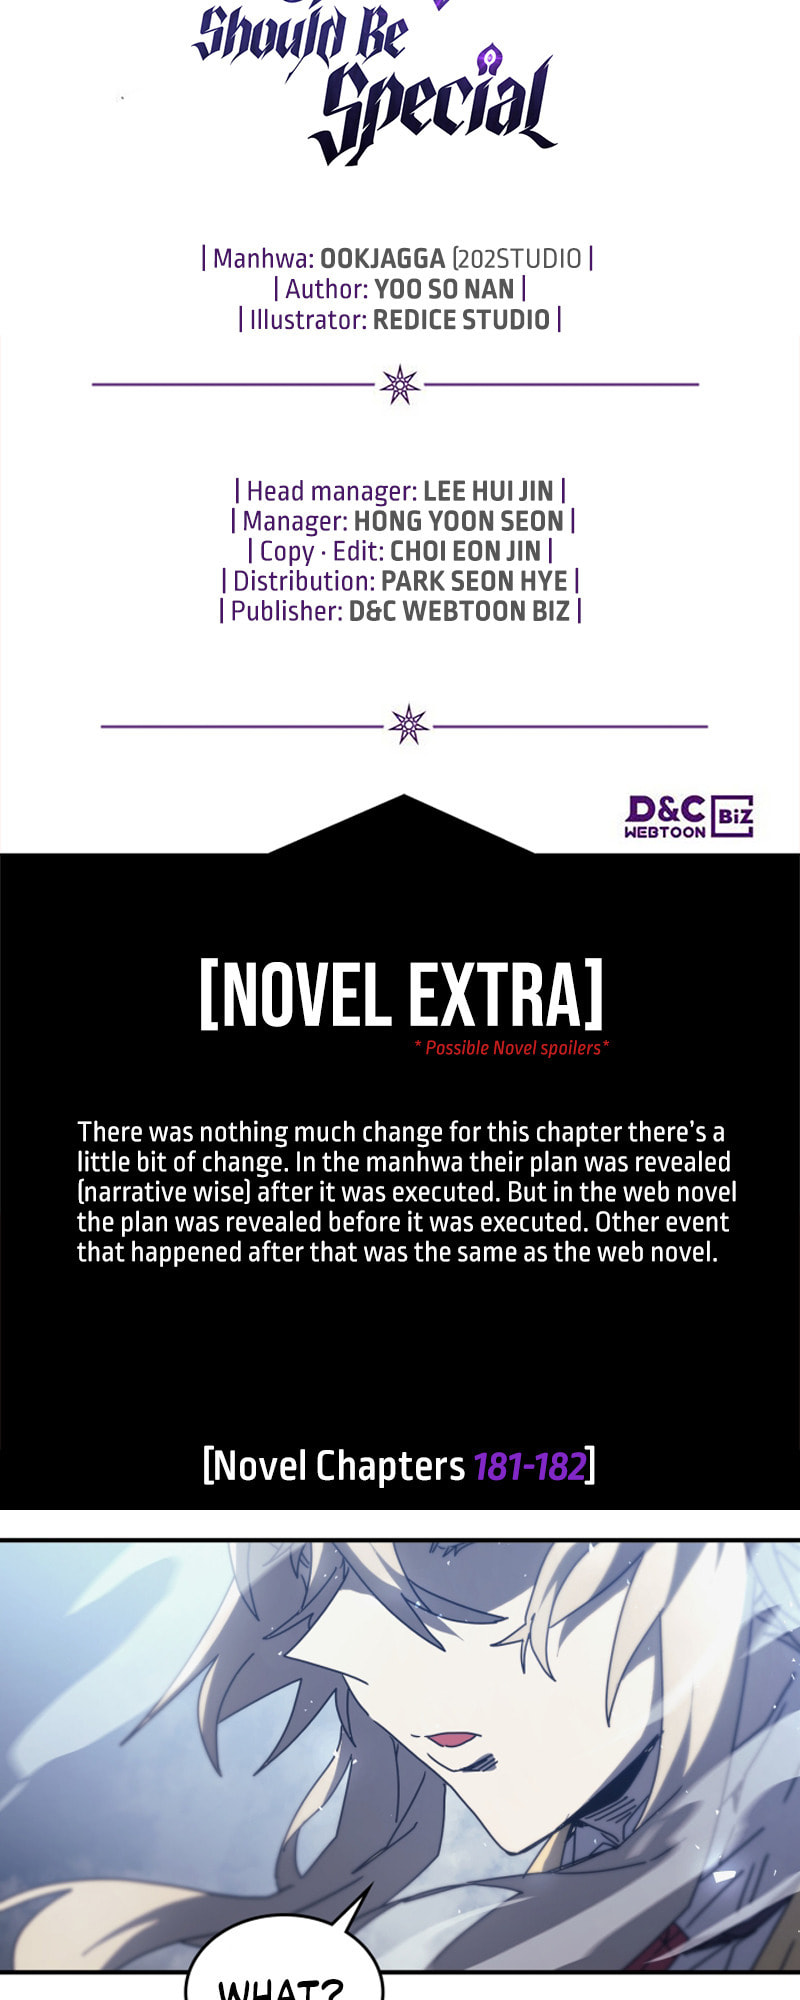 Should Be
Special
| Manhwa: OOKJAGGA (202STUDIO |
| Author: YOO SO NAN |
| Illustrator: REDICE STUDIO |
| Head manager: LEE HUI JIN |
| Manager: HONG YOON SEON |
| Copy · Edit: CHOI EON JIN |
| Distribution: PARK SEON HYE |
| Publisher: D&C WEBTOON BIZ |
D&C
WEBTOON
BiZ
[NOVEL EXTRA]
* Possible Novel spoilers*
There was nothing much change for this chapter there's a
little bit of change. In the manhwa their plan was revealed
(narrative wise) after it was executed. But in the web novel
the plan was revealed before it was executed. Other event
that happened after that was the same as the web novel.
[Novel Chapters 181-182]
WHAT?